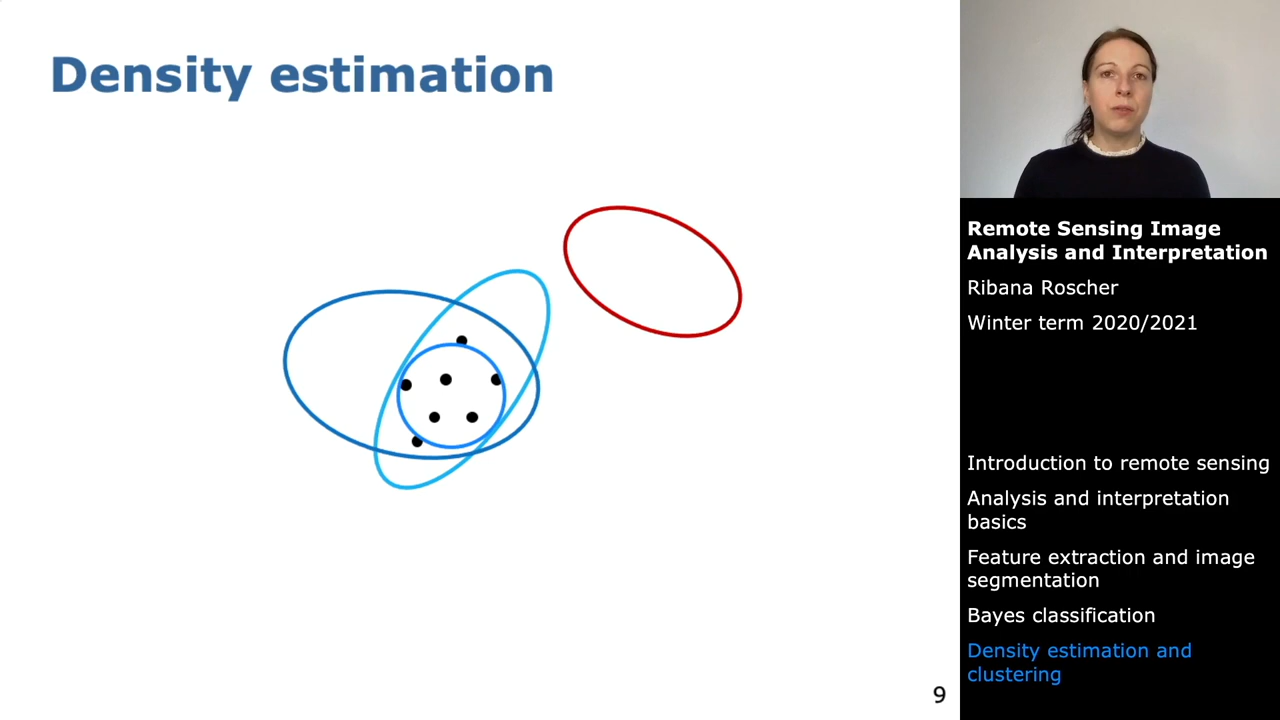 Density estimation
Remote Sensing Image
Analysis and Interpretation
Ribana Roscher
Winter term 2020/2021
Introduction to remote sensing
Analysis and interpretation
basics
Feature extraction and image
segmentation
Bayes classification
Density estimation and
clustering
9